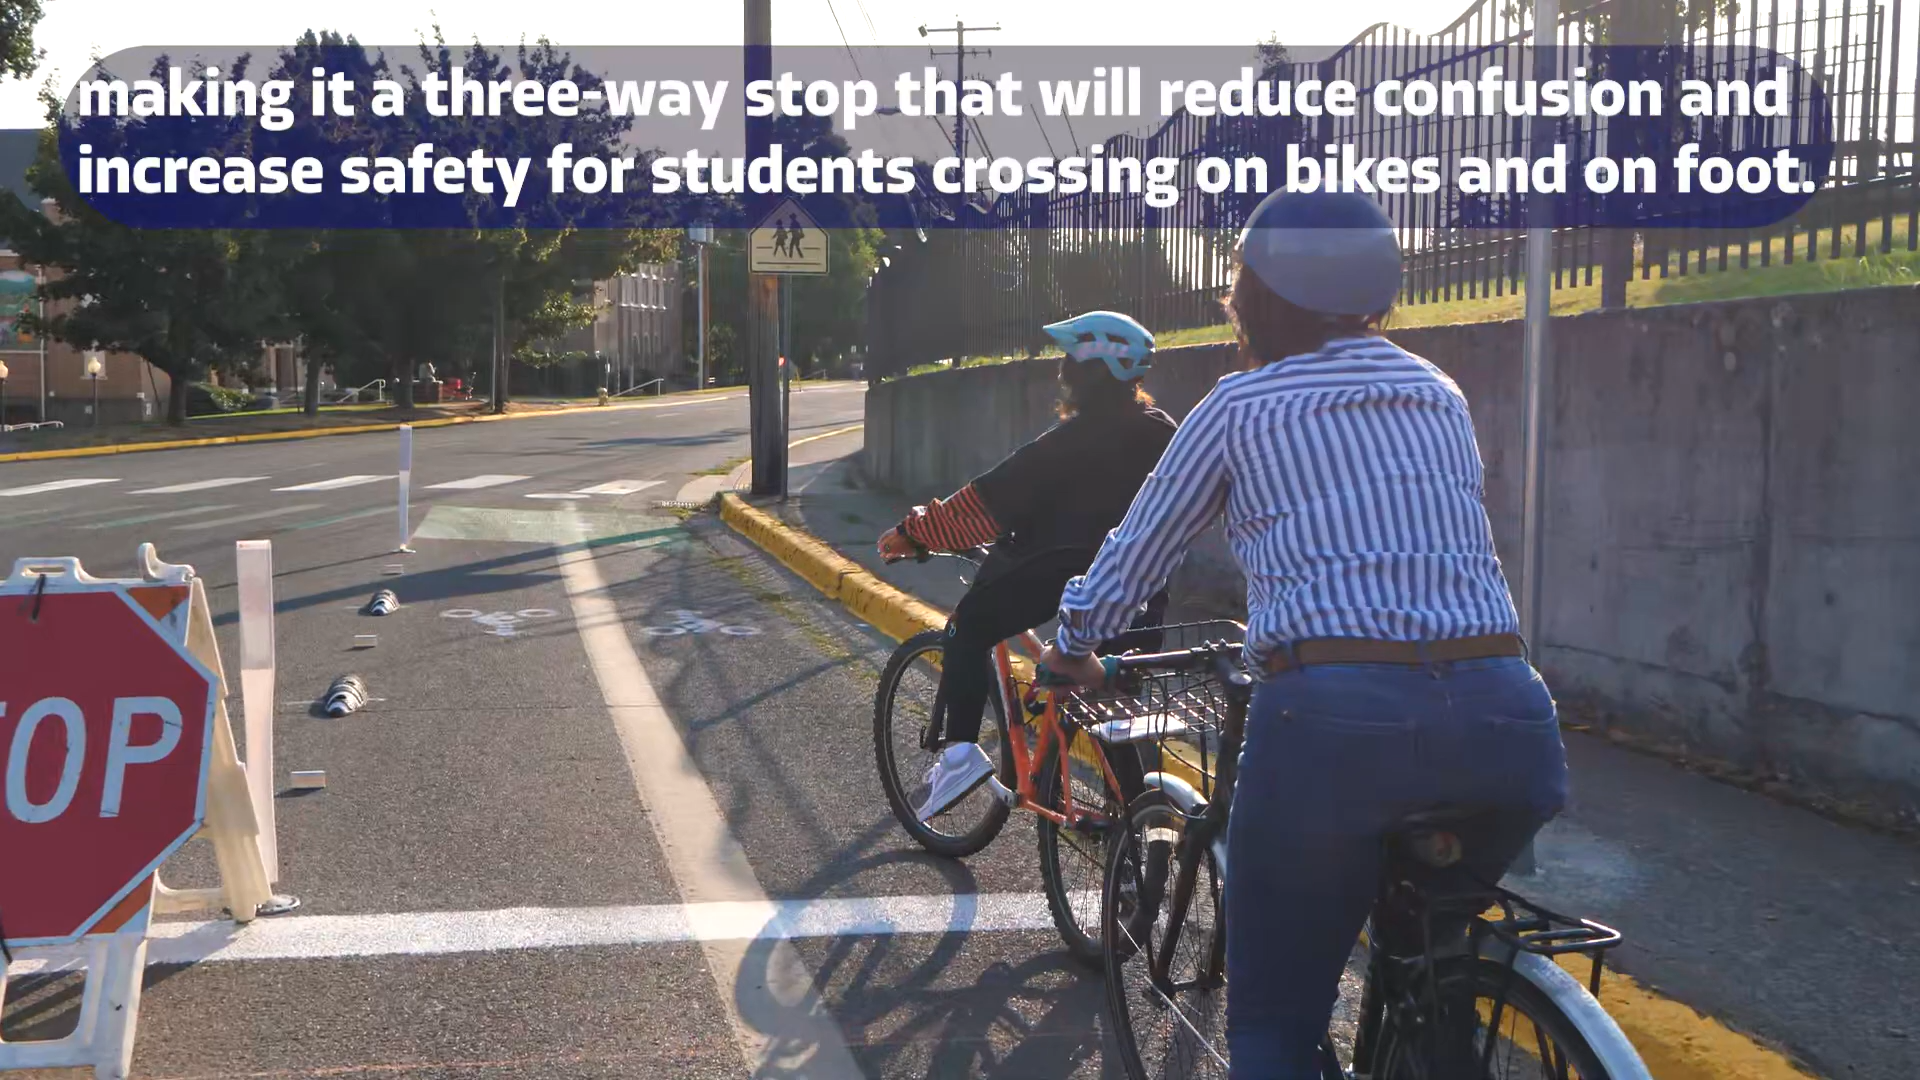 making it a three-way stop that will reduce confusion and
increase safety for students crossing on bikes and on foot.
TOP